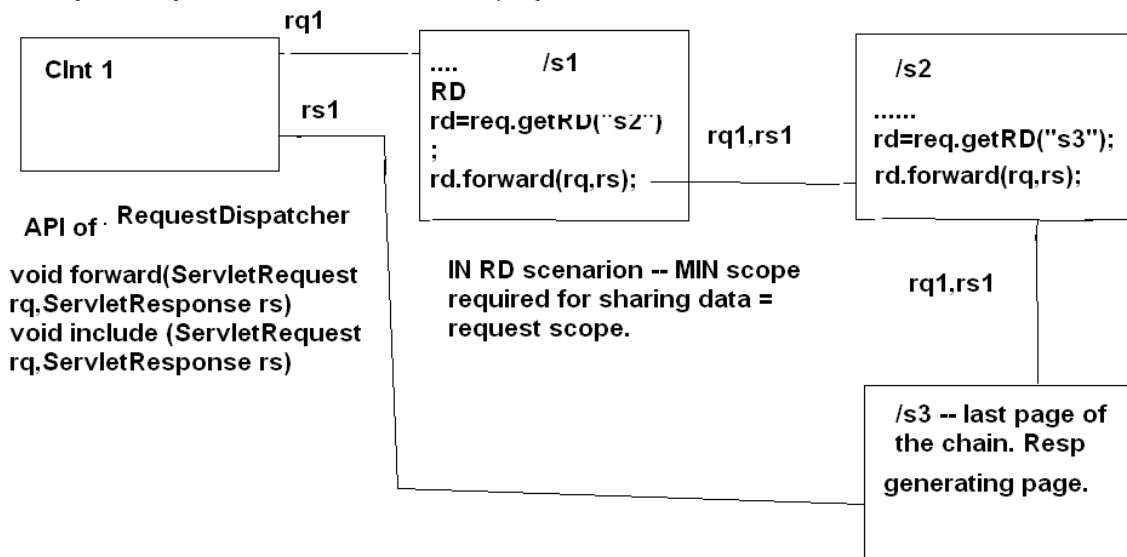 rq1
Clnt 1
rs1
.... /s1
RD
rd=req.getRD("s2")
;
rd.forward(rq,rs);
rq1,rs1
/s2
......
rd=req.getRD("s3");
rd.forward(rq,rs);
API of RequestDispatcher
void forward(ServletRequest
rq,ServletResponse rs)
void include (ServletRequest
rq,ServletResponse rs)
IN RD scenarion -- MIN scope
required for sharing data =
request scope.
rq1,rs1
/s3 -- last page of
the chain. Resp
generating page.